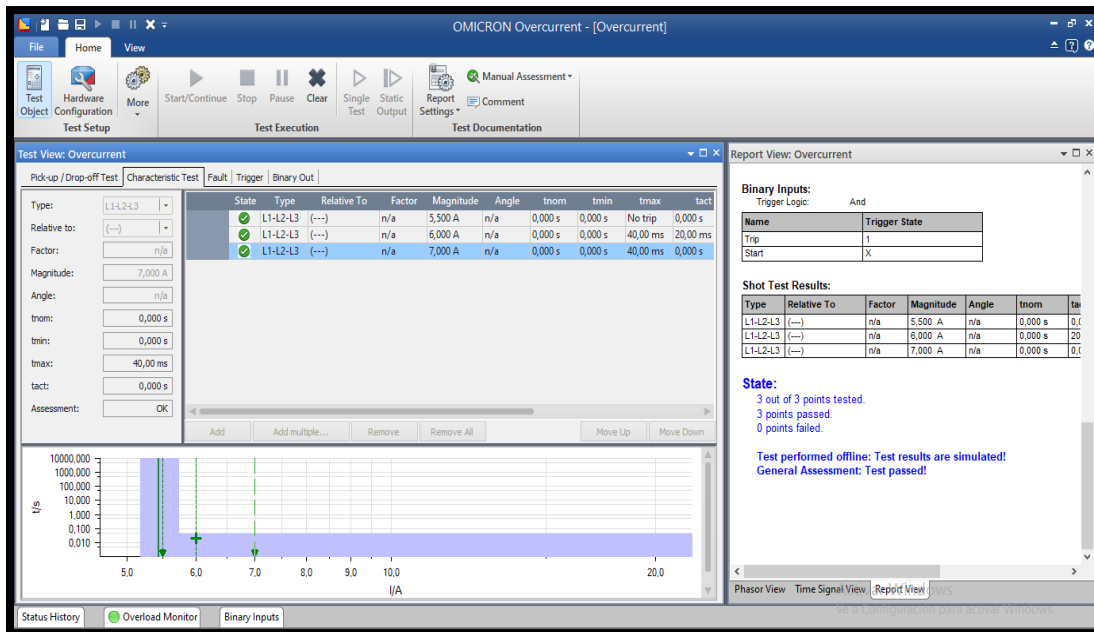 OMICRON Overcurrent - [Overcurrent]
File Home View
Test Object
Hardware Configuration
More
Test Setup
Start/Continue Stop Pause Clear
Single Test
Static Output
Test Execution
Report Settings
Manual Assessment
Comment
Test Documentation
Test View: Overcurrent
Pick-up / Drop-off Test Characteristic Test Fault Trigger Binary Out
Type: L1-L2-L3
Relative to: (---)
Factor: n/a
Magnitude: 7,000 A
Angle: n/a
tnom: 0,000 s
tmin: 0,000 s
tmax: 40,00 ms
tact: 0,000 s
Assessment: OK
State Type Relative To Factor Magnitude Angle tnom tmin tmax tact
L1-L2-L3 (---) n/a 5,500 A n/a 0,000 s 0,000 s No trip 0,000 s
L1-L2-L3 (---) n/a 6,000 A n/a 0,000 s 0,000 s 40,00 ms 20,00 ms
L1-L2-L3 (---) n/a 7,000 A n/a 0,000 s 0,000 s 40,00 ms 0,000 s
Add Add multiple... Remove Remove All Move Up Move Down
t/s
10000,000
1000,000
100,000
10,000
1,000
0,100
0,010
5,0 6,0 7,0 8,0 9,0 10,0 20,0
I/A
Report View: Overcurrent
Binary Inputs:
Trigger Logic: And
Name Trigger State
Trip 1
Start X
Shot Test Results:
Type Relative To Factor Magnitude Angle tnom ta
L1-L2-L3 (---) n/a 5,500 A n/a 0,000 s 0,0
L1-L2-L3 (---) n/a 6,000 A n/a 0,000 s 20
L1-L2-L3 (---) n/a 7,000 A n/a 0,000 s 0,0
State:
3 out of 3 points tested.
3 points passed.
0 points failed.
Test performed offline: Test results are simulated!
General Assessment: Test passed!
Phasor View Time Signal View Report View
Ve a Configuración para activar Windows.
Status History Overload Monitor Binary Inputs